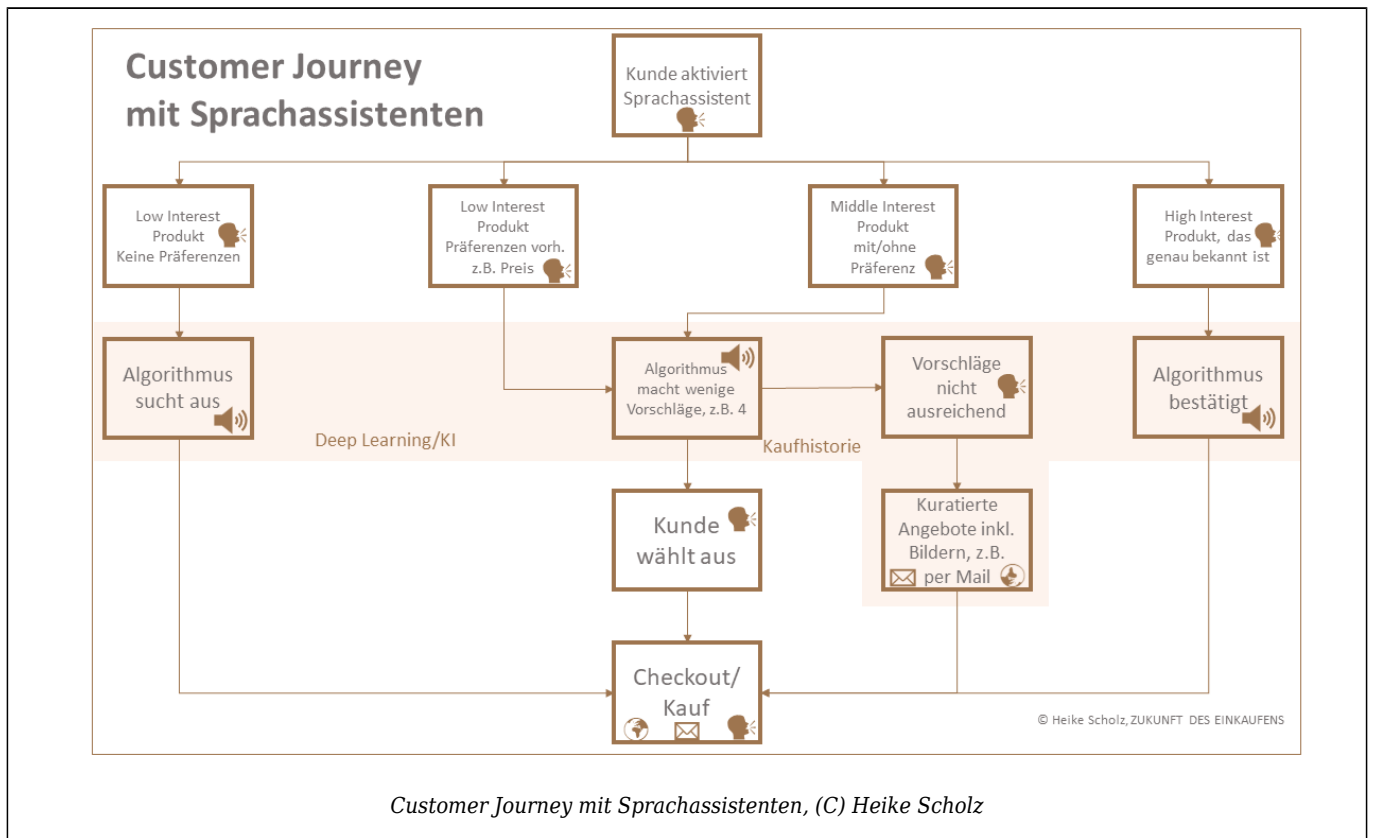 Customer Journey
mit Sprachassistenten
Kunde aktiviert
Sprachassistent
Low Interest
Produkt
Keine Präferenzen
Low Interest
Produkt
Präferenzen vorh.
z.B. Preis
Middle Interest
Produkt
mit/ohne
Präferenz
High Interest
Produkt, das
genau bekannt ist
Algorithmus
sucht aus
Algorithmus
macht wenige
Vorschläge, z.B. 4
Vorschläge
nicht
ausreichend
Algorithmus
bestätigt
Deep Learning/KI
Kaufhistorie
Kunde
wählt aus
Kuratierte
Angebote inkl.
Bildern, z.B.
per Mail
Checkout/
Kauf
© Heike Scholz, ZUKUNFT DES EINKAUFENS
Customer Journey mit Sprachassistenten, (C) Heike Scholz